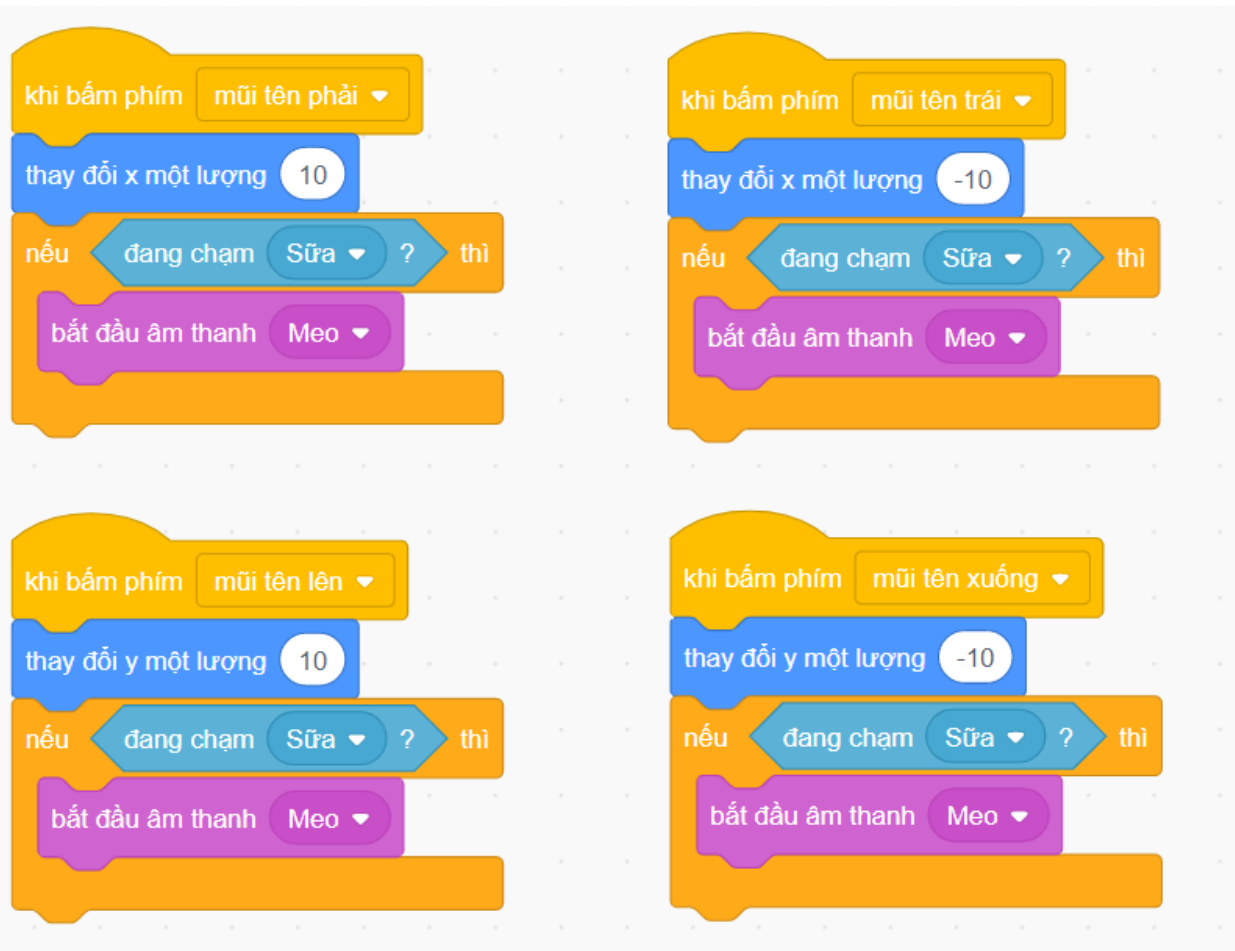 khi bấm phím mũi tên phải
thay đổi x một lượng 10
nếu đang chạm Sữa ? thì
bắt đầu âm thanh Meo
khi bấm phím mũi tên trái
thay đổi x một lượng -10
nếu đang chạm Sữa ? thì
bắt đầu âm thanh Meo
khi bấm phím mũi tên lên
thay đổi y một lượng 10
nếu đang chạm Sữa ? thì
bắt đầu âm thanh Meo
khi bấm phím mũi tên xuống
thay đổi y một lượng -10
nếu đang chạm Sữa ? thì
bắt đầu âm thanh Meo